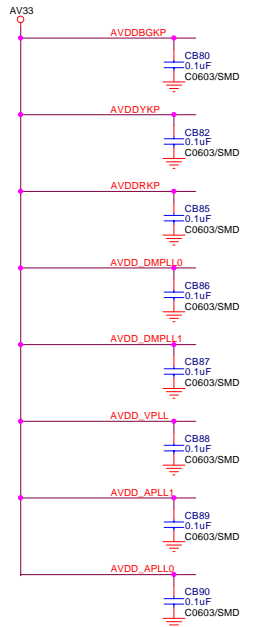 AV33
AVDDBGKP
CB80
0.1uF
C0603/SMD
AVDDYKP
CB82
0.1uF
C0603/SMD
AVDDRKP
CB85
0.1uF
C0603/SMD
AVDD_DMPLL0
CB86
0.1uF
C0603/SMD
AVDD_DMPLL1
CB87
0.1uF
C0603/SMD
AVDD_VPLL
CB88
0.1uF
C0603/SMD
AVDD_APLL1
CB89
0.1uF
C0603/SMD
AVDD_APLL0
CB90
0.1uF
C0603/SMD